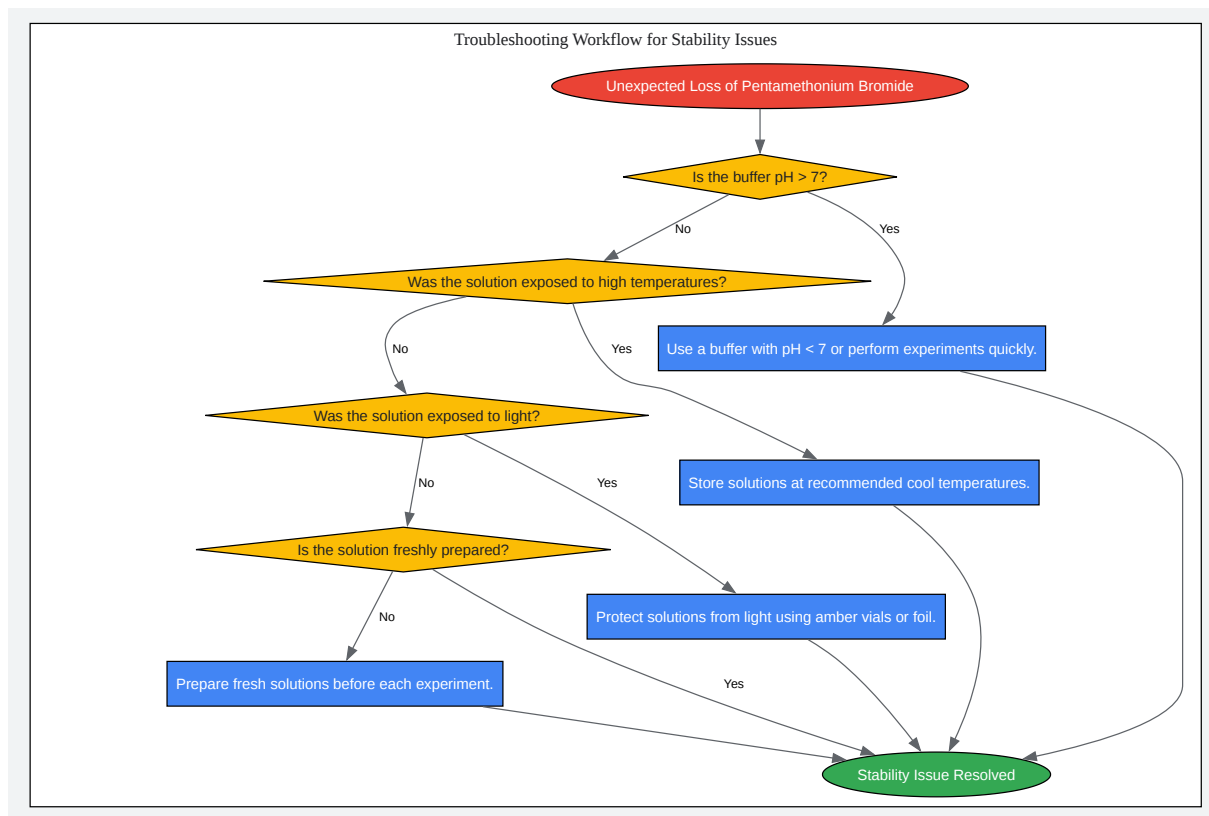 Troubleshooting Workflow for Stability Issues
Unexpected Loss of Pentamethonium Bromide
Is the buffer pH > 7?
No
Yes
Was the solution exposed to high temperatures?
No
Yes
Use a buffer with pH < 7 or perform experiments quickly.
Was the solution exposed to light?
No
Yes
Store solutions at recommended cool temperatures.
Is the solution freshly prepared?
No
Protect solutions from light using amber vials or foil.
Prepare fresh solutions before each experiment.
Yes
Stability Issue Resolved